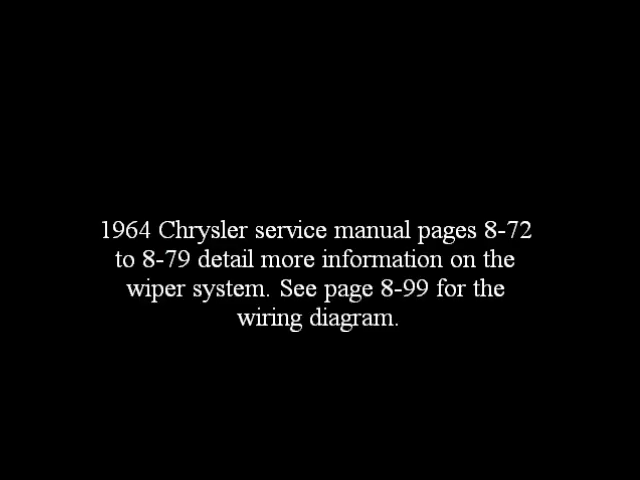 1964 Chrysler service manual pages 8-72
to 8-79 detail more information on the
wiper system. See page 8-99 for the
wiring diagram.